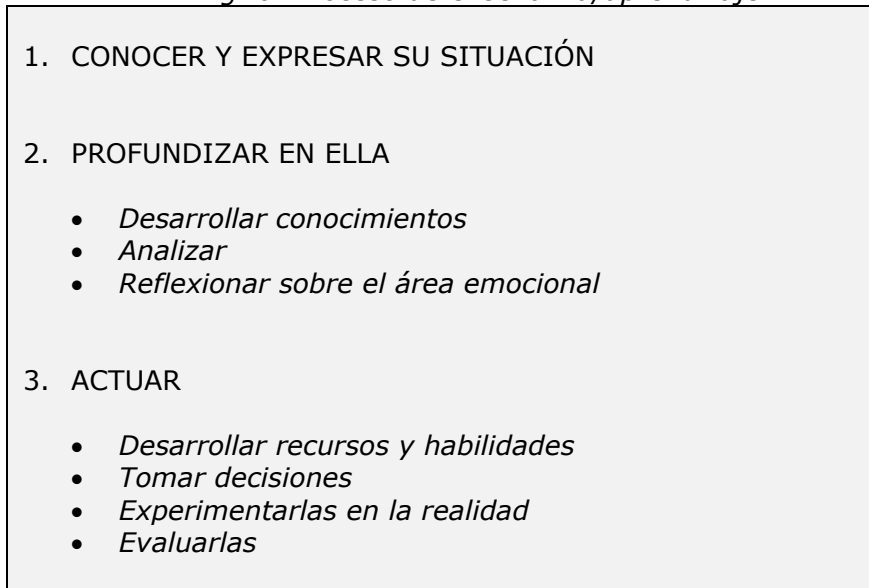 1. CONOCER Y EXPRESAR SU SITUACIÓN
2. PROFUNDIZAR EN ELLA
• Desarrollar conocimientos
• Analizar
• Reflexionar sobre el área emocional
3. ACTUAR
• Desarrollar recursos y habilidades
• Tomar decisiones
• Experimentarlas en la realidad
• Evaluarlas